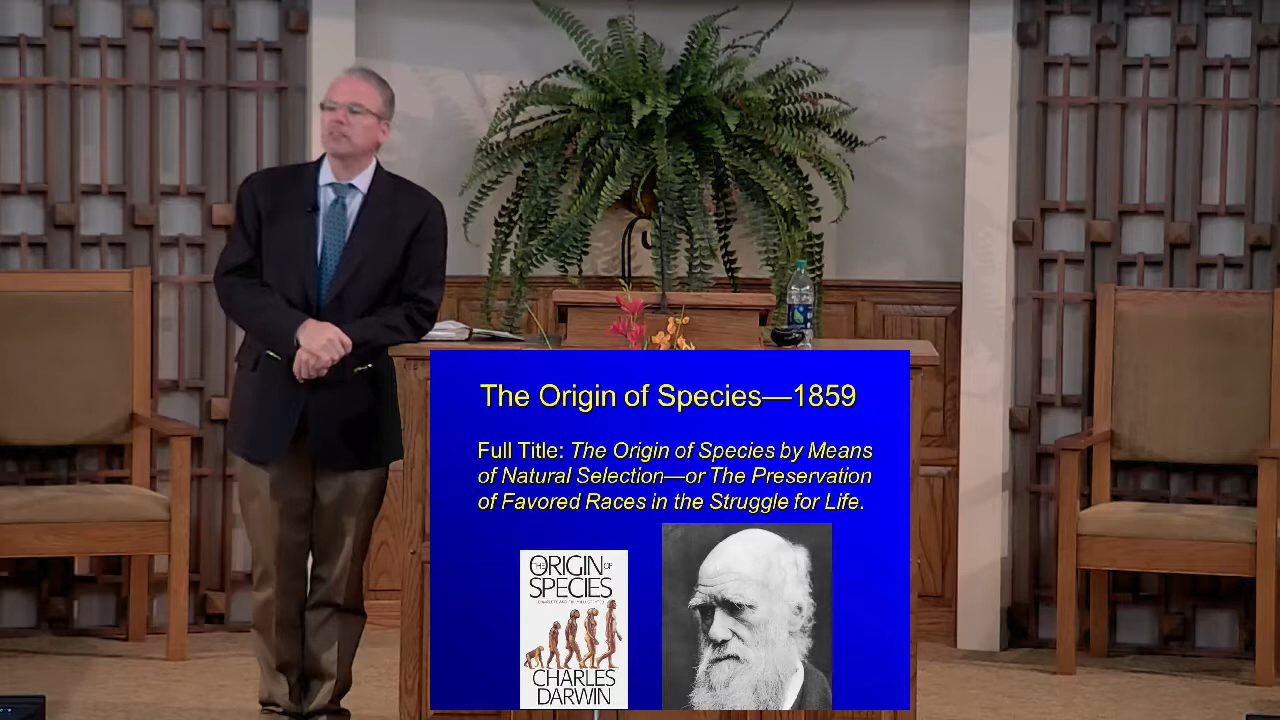 The Origin of Species—1859
Full Title: The Origin of Species by Means
of Natural Selection—or The Preservation
of Favored Races in the Struggle for Life.
THE ORIGIN OF
SPECIES
CHARLES
DARWIN